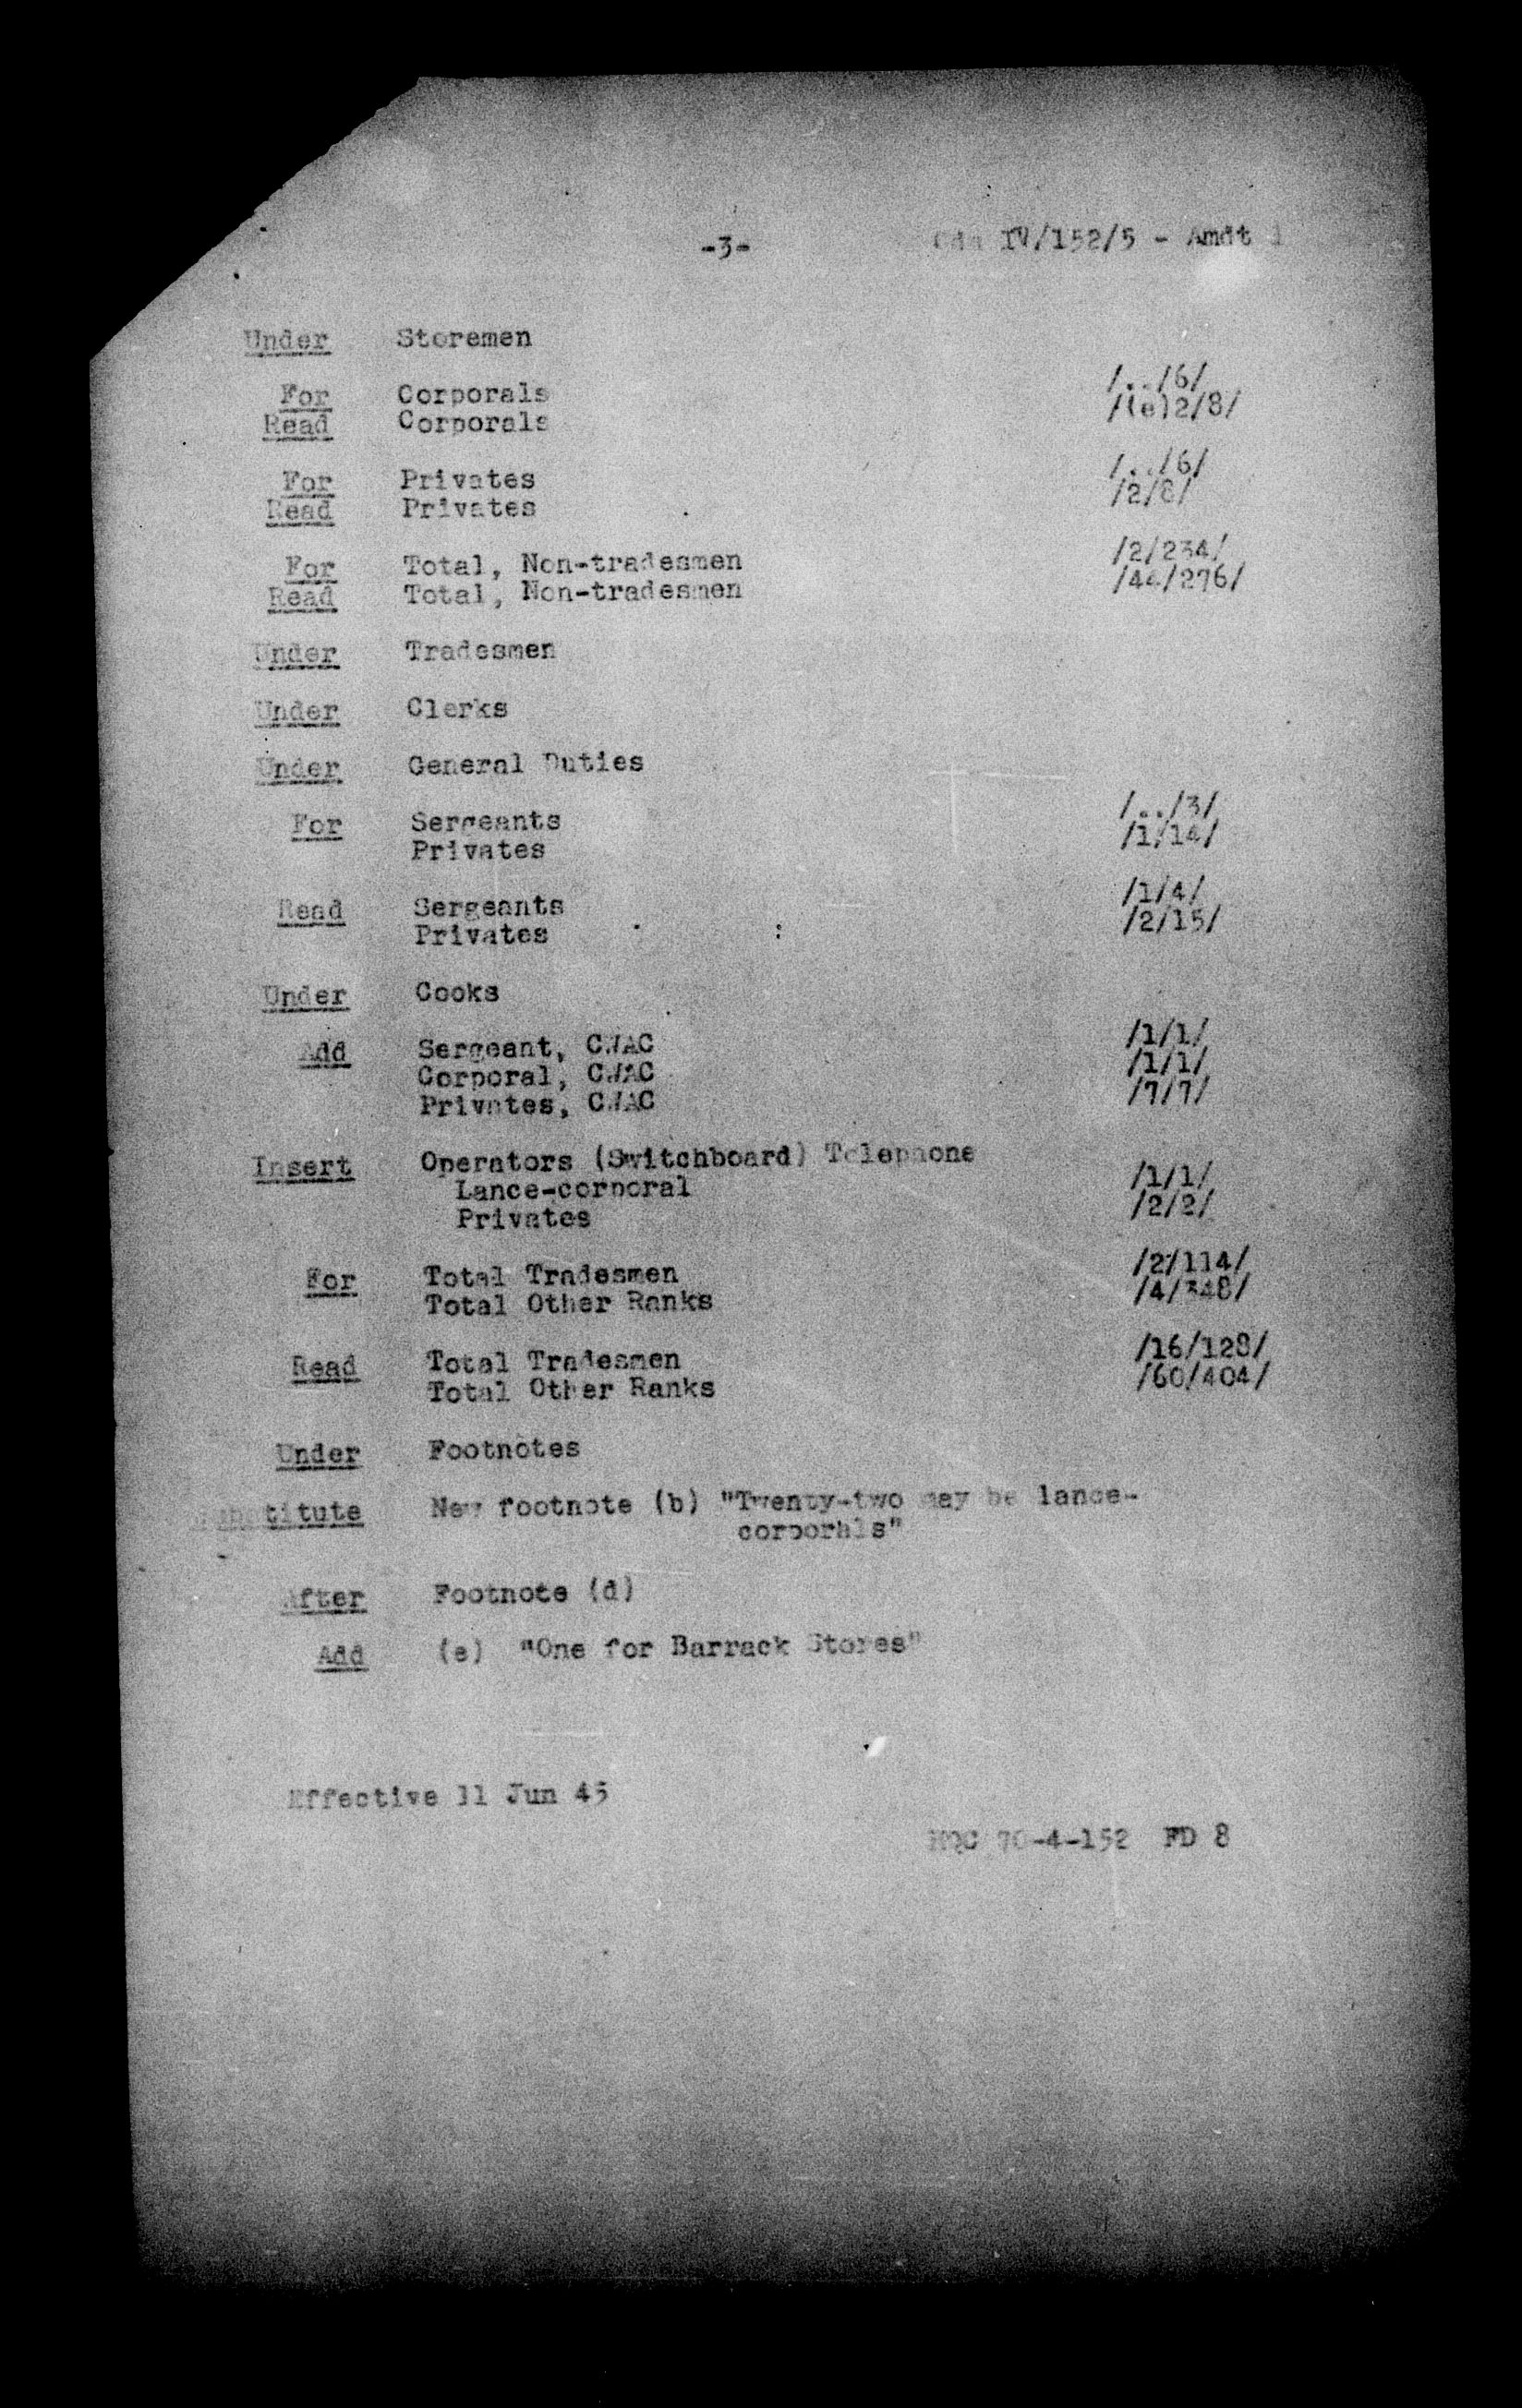 -3- Cdn IV/152/5 - Amdt 1
Under Storemen
For Corporals /../6/
Read Corporals /(e)2/8/
For Privates /../6/
Read Privates /2/8/
For Total, Non-tradesmen /2/234/
Read Total, Non-tradesmen /44/276/
Under Tradesmen
Under Clerks
Under General Duties
For Sergeants /../3/
Privates /1/14/
Read Sergeants /1/4/
Privates /2/15/
Under Cooks
Add Sergeant, CWAC /1/1/
Corporal, CWAC /1/1/
Privates, CWAC /7/7/
Insert Operators (Switchboard) Telephone
Lance-corporal /1/1/
Privates /2/2/
For Total Tradesmen /2/114/
Total Other Ranks /4/348/
Read Total Tradesmen /16/128/
Total Other Ranks /60/404/
Under Footnotes
Substitute New footnote (b) "Twenty-two may be lance-
corporals"
After Footnote (d)
Add (e) "One for Barrack Stores"
Effective 11 Jun 45
HQC 70-4-152 FD 8